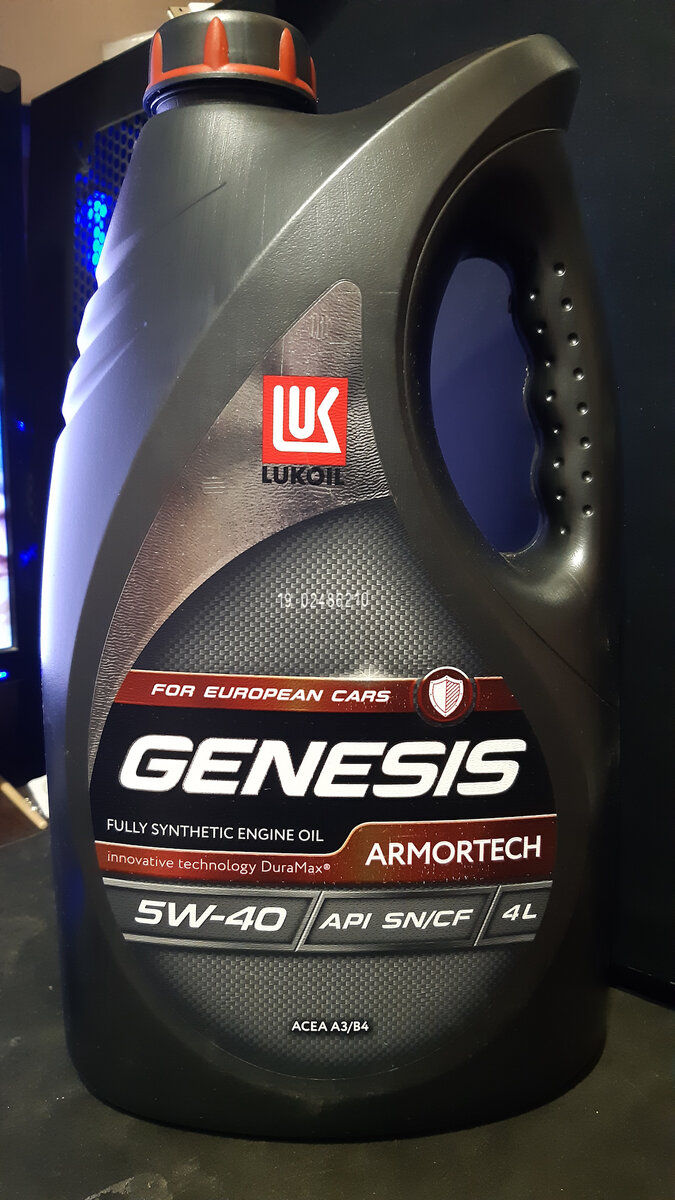 LUK
LUKOIL
19 02486210
FOR EUROPEAN CARS
GENESIS
FULLY SYNTHETIC ENGINE OIL
innovative technology DuraMax®
ARMORTECH
5W-40 API SN/CF 4L
ACEA A3/B4